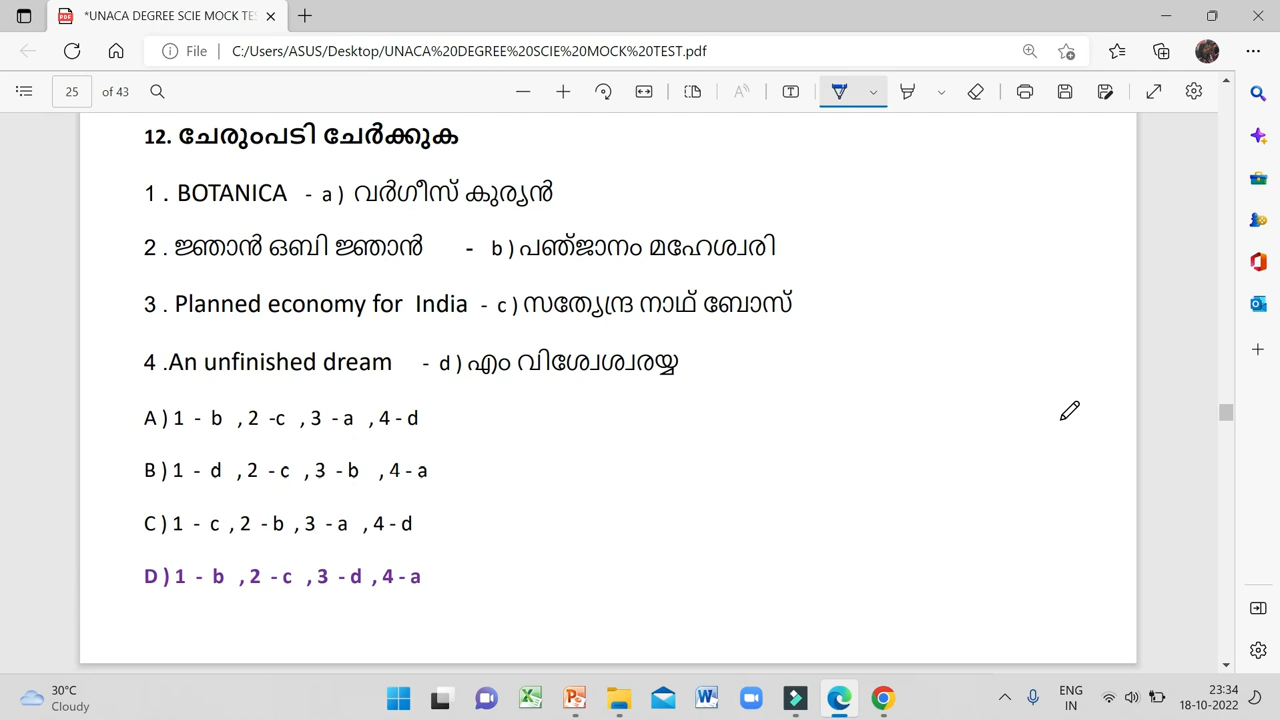 *UNACA DEGREE SCIE MOCK TES
File
C:/Users/ASUS/Desktop/UNACA%20DEGREE%20SCIE%20MOCK%20TEST.pdf
25 of 43
12. ചേരുംപടി ചേർക്കുക
1 . BOTANICA - a ) വർഗീസ് കുര്യൻ
2 . ജ്ഞാൻ ഒബി ജ്ഞാൻ - b ) പഞ്ജാനം മഹേശ്വരി
3 . Planned economy for India - c ) സത്യേന്ദ്ര നാഥ് ബോസ്
4 .An unfinished dream - d ) എം വിശ്വേശ്വരയ്യ
A ) 1 - b , 2 -c , 3 - a , 4 - d
B ) 1 - d , 2 - c , 3 - b , 4 - a
C ) 1 - c , 2 - b , 3 - a , 4 - d
D ) 1 - b , 2 - c , 3 - d , 4 - a
30°C
Cloudy
ENG
IN
23:34
18-10-2022